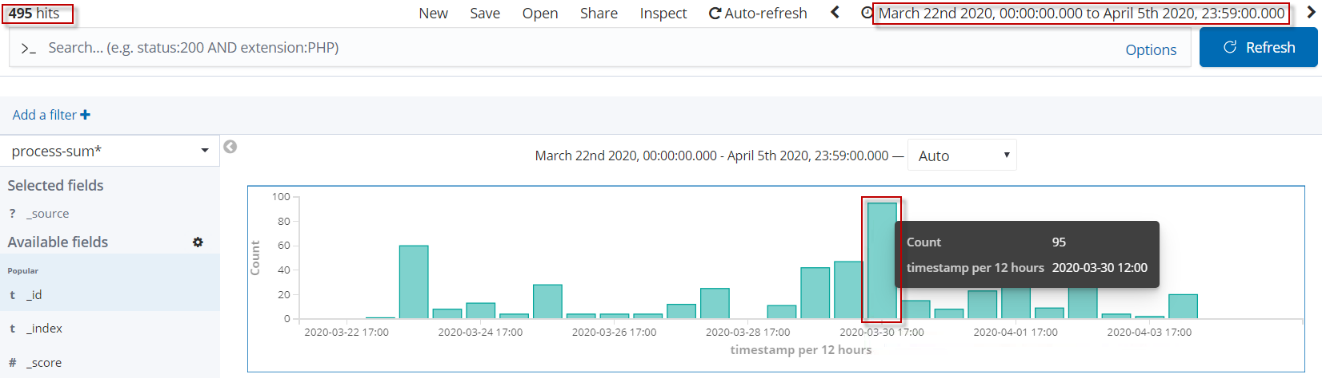 495 hits
New Save Open Share Inspect Auto-refresh March 22nd 2020, 00:00:00.000 to April 5th 2020, 23:59:00.000
>_ Search... (e.g. status:200 AND extension:PHP)
Options
Refresh
Add a filter +
process-sum*
March 22nd 2020, 00:00:00.000 - April 5th 2020, 23:59:00.000 — Auto
Selected fields
? _source
Available fields
Popular
t _id
t _index
# _score
100
80
60
40
20
0
Count
Count 95
timestamp per 12 hours 2020-03-30 12:00
2020-03-22 17:00 2020-03-24 17:00 2020-03-26 17:00 2020-03-28 17:00 2020-03-30 17:00 2020-04-01 17:00 2020-04-03 17:00
timestamp per 12 hours